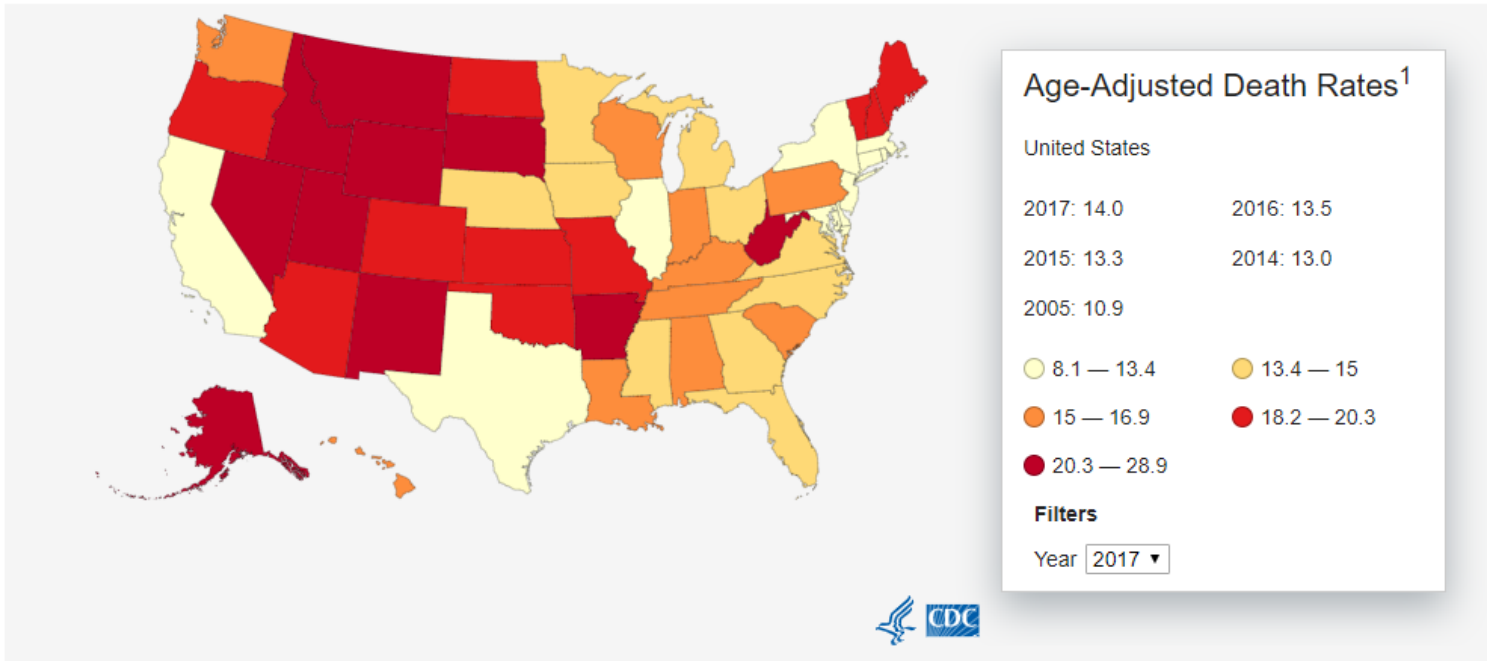 Age-Adjusted Death Rates1
United States
2017: 14.0 2016: 13.5
2015: 13.3 2014: 13.0
2005: 10.9
8.1 — 13.4 13.4 — 15
15 — 16.9 18.2 — 20.3
20.3 — 28.9
Filters
Year 2017
CDC